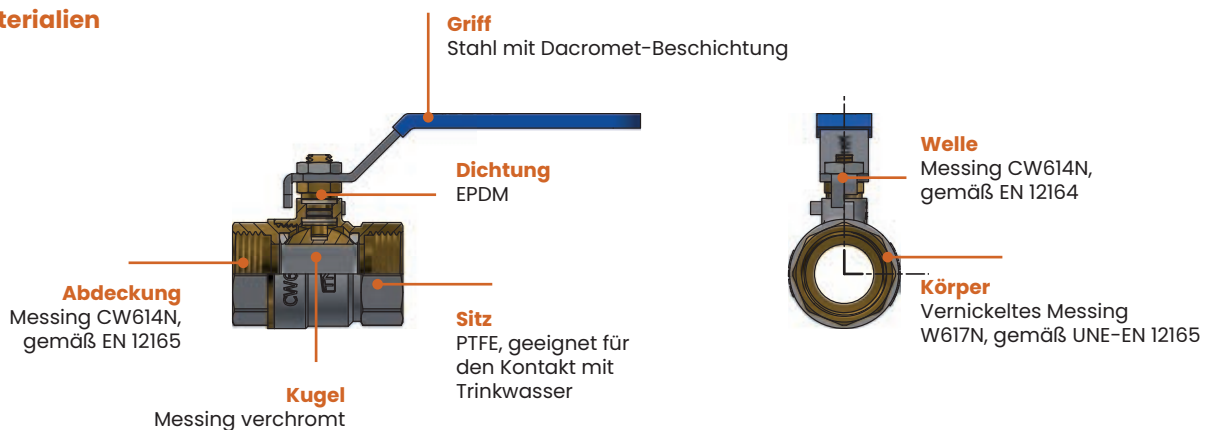 terialien
Griff
Stahl mit Dacromet-Beschichtung
Dichtung
EPDM
Welle
Messing CW614N,
gemäß EN 12164
Abdeckung
Messing CW614N,
gemäß EN 12165
Sitz
PTFE, geeignet für
den Kontakt mit
Trinkwasser
Körper
Vernickeltes Messing
W617N, gemäß UNE-EN 12165
Kugel
Messing verchromt
CW6